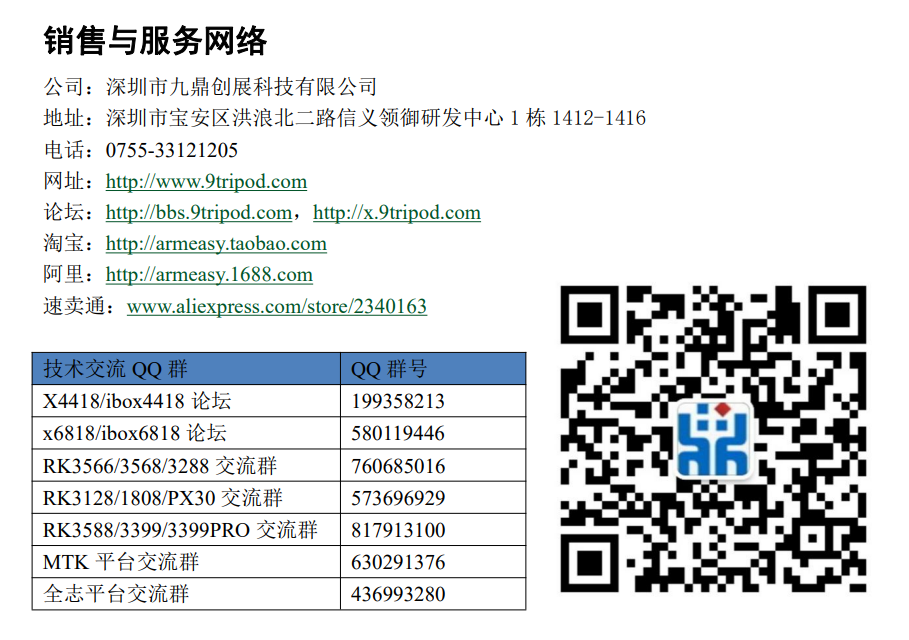 销售与服务网络
公司：深圳市九鼎创展科技有限公司
地址：深圳市宝安区洪浪北二路信义领御研发中心 1 栋 1412-1416
电话：0755-33121205
网址：http://www.9tripod.com
论坛：http://bbs.9tripod.com，http://x.9tripod.com
淘宝：http://armeasy.taobao.com
阿里：http://armeasy.1688.com
速卖通：www.aliexpress.com/store/2340163
技术交流 QQ 群 QQ 群号
X4418/ibox4418 论坛 199358213
x6818/ibox6818 论坛 580119446
RK3566/3568/3288 交流群 760685016
RK3128/1808/PX30 交流群 573696929
RK3588/3399/3399PRO 交流群 817913100
MTK 平台交流群 630291376
全志平台交流群 436993280